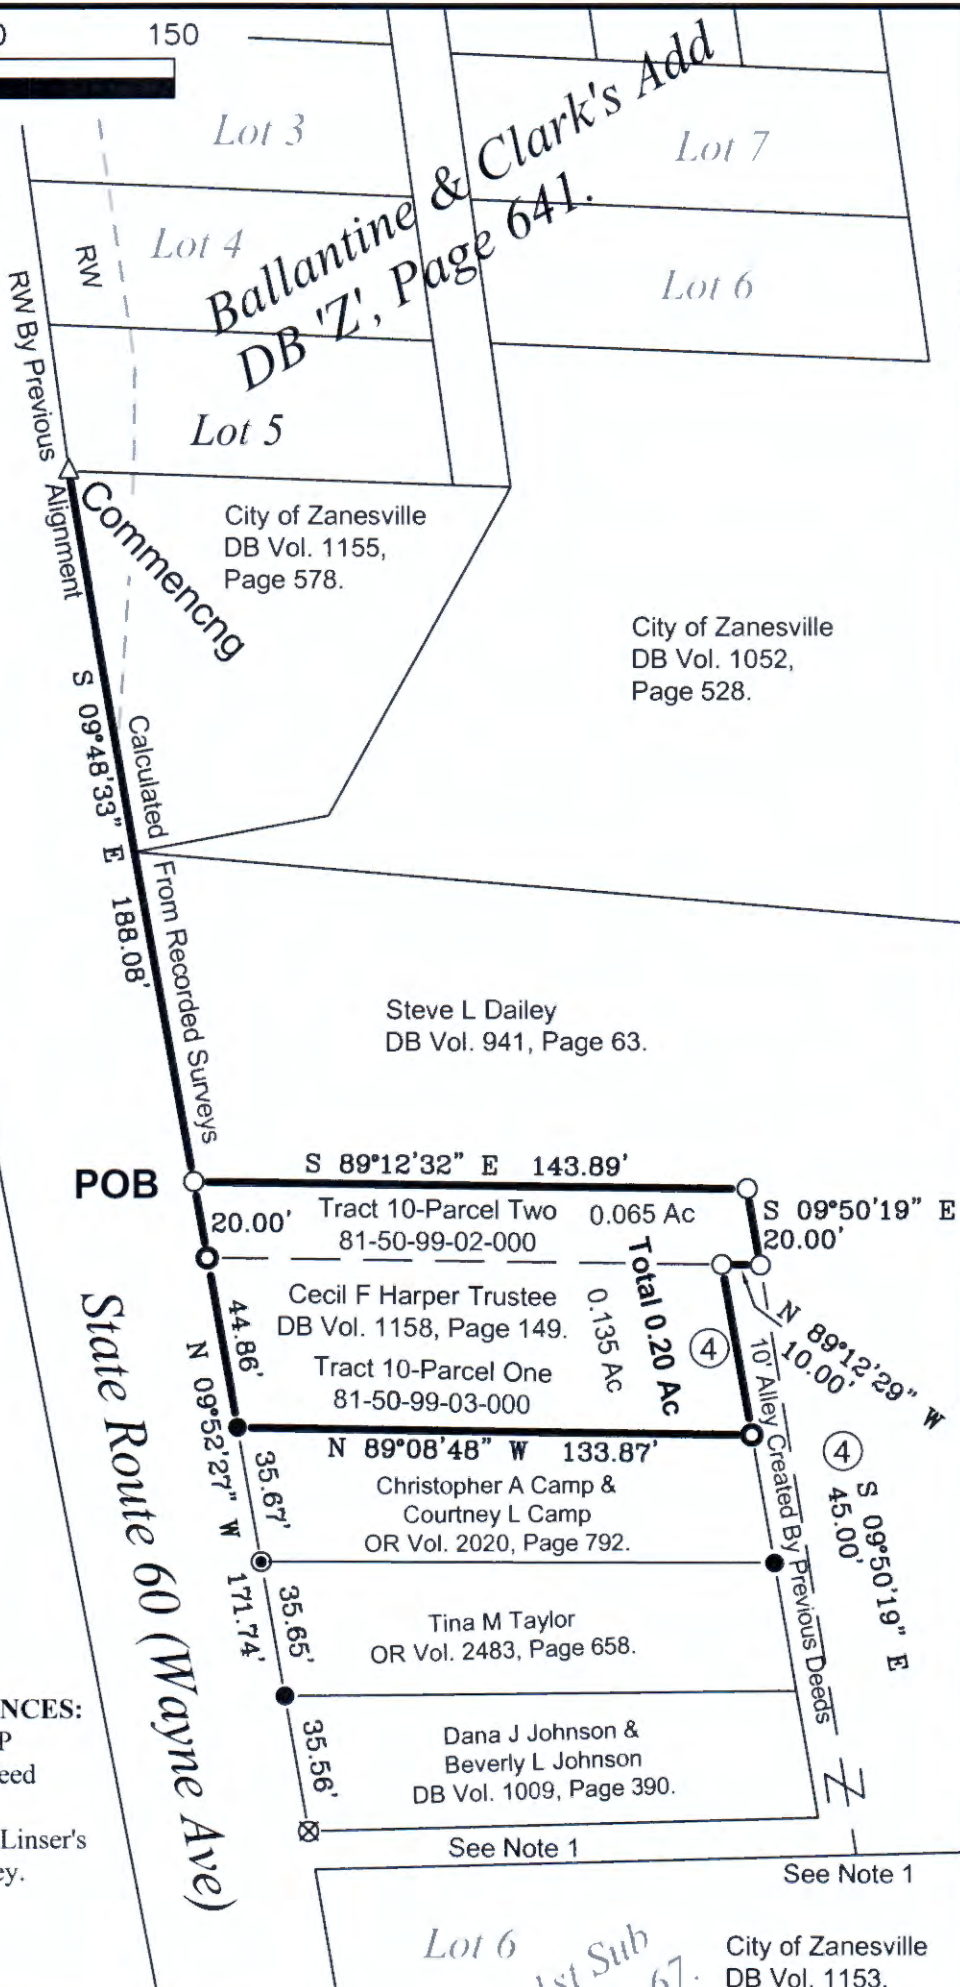 150
Lot 3
Ballantine & Clark's Add
DB 'Z', Page 641.
Lot 7
Lot 4
RW
Lot 6
RW By Previous Alignment
Lot 5
Commencng
City of Zanesville
DB Vol. 1155,
Page 578.
City of Zanesville
DB Vol. 1052,
Page 528.
S 09°48'33" E 188.08'
Calculated From Recorded Surveys
Steve L Dailey
DB Vol. 941, Page 63.
POB
S 89°12'32" E 143.89'
20.00'
Tract 10-Parcel Two 0.065 Ac
81-50-99-02-000
S 09°50'19" E
20.00'
Cecil F Harper Trustee
DB Vol. 1158, Page 149.
Tract 10-Parcel One
81-50-99-03-000
0.135 Ac
Total 0.20 Ac
4
N 89°12'29" W
10.00'
44.86'
N 09°52'27" W 171.74'
N 89°08'48" W 133.87'
10' Alley Created By Previous Deeds
4
S 09°50'19" E
45.00'
State Route 60 (Wayne Ave)
35.67'
Christopher A Camp &
Courtney L Camp
OR Vol. 2020, Page 792.
35.65'
Tina M Taylor
OR Vol. 2483, Page 658.
35.56'
Dana J Johnson &
Beverly L Johnson
DB Vol. 1009, Page 390.
NCES:
P
eed
Linser's
ey.
See Note 1
See Note 1
Lot 6
1st Sub
67.
City of Zanesville
DB Vol. 1153,